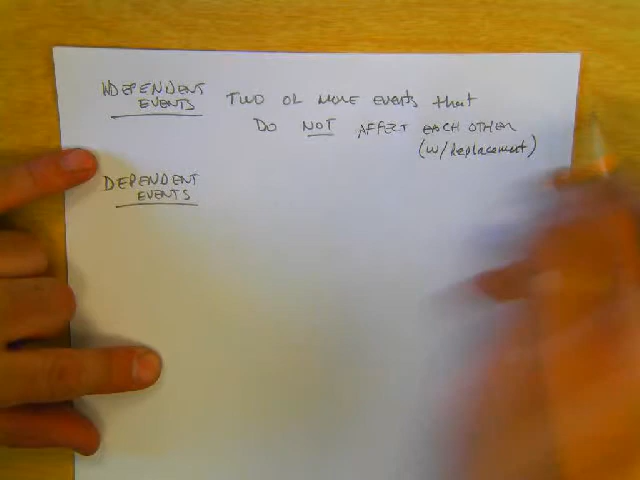 INDEPENDENT TWO OR MORE EVENTS that
EVENTS
DO NOT AFFECT EACH OTHER
(w/Replacement)
DEPENDENT
EVENTS